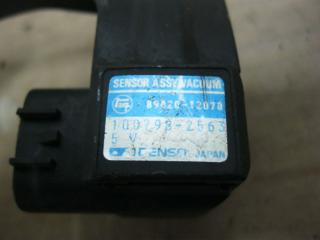 SENSOR ASSY,VACUUM
89420-12070
100798-2563
5 V
DENSO JAPAN